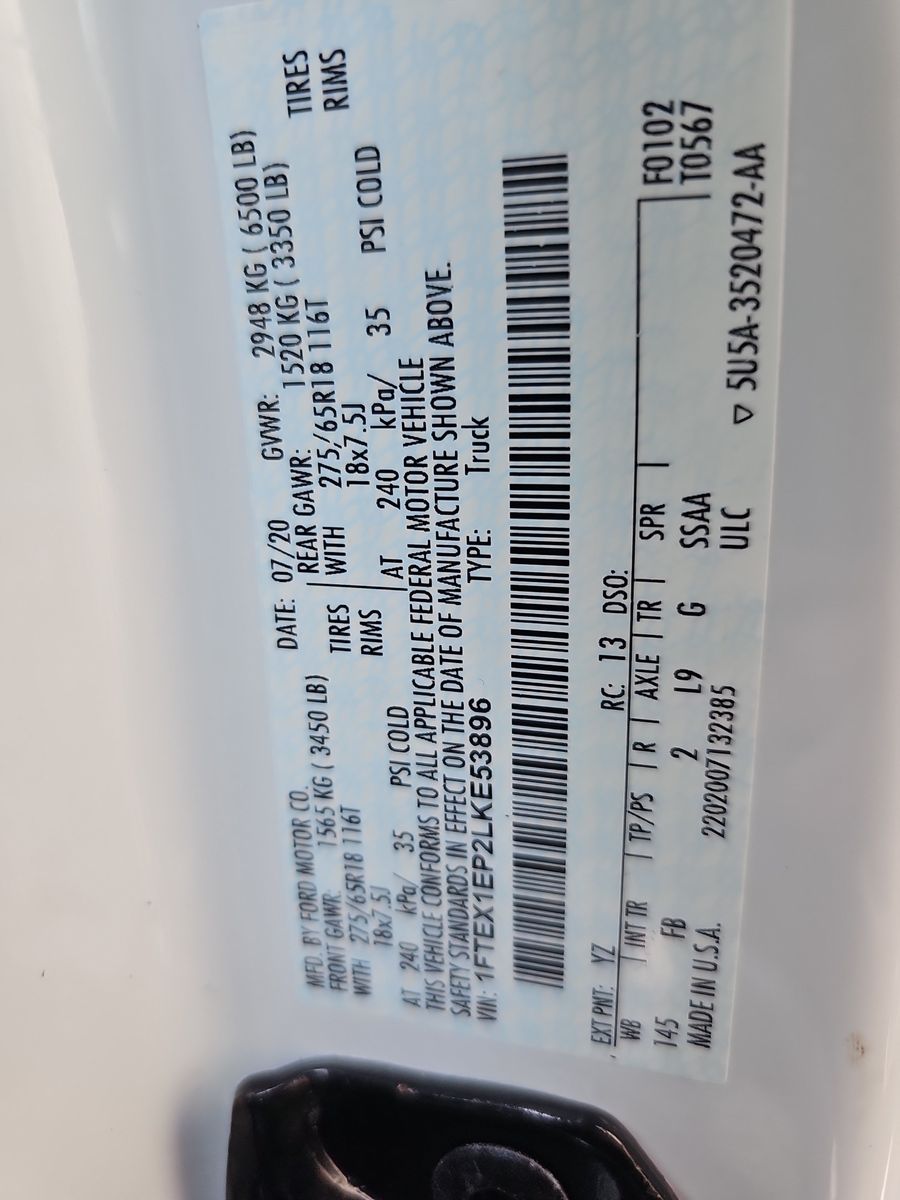 MFD. BY FORD MOTOR CO. DATE: 07/20 GVWR: 2948 KG ( 6500 LB)
FRONT GAWR: 1565 KG ( 3450 LB) REAR GAWR: 1520 KG ( 3350 LB)
WITH 275/65R18 116T TIRES WITH 275/65R18 116T TIRES
18x7.5J RIMS 18x7.5J RIMS
AT 240 kPa/ 35 PSI COLD AT 240 kPa/ 35 PSI COLD
THIS VEHICLE CONFORMS TO ALL APPLICABLE FEDERAL MOTOR VEHICLE
SAFETY STANDARDS IN EFFECT ON THE DATE OF MANUFACTURE SHOWN ABOVE.
VIN: 1FTEX1EP2LKE53896 TYPE: Truck
EXT PNT: YZ RC: 13 DSO: F0102
WB INT TR TP/PS R AXLE TR SPR T0567
145 FB 2 L9 G SSAA
MADE IN U.S.A. 2202007132385 ULC ▽ 5U5A-3520472-AA